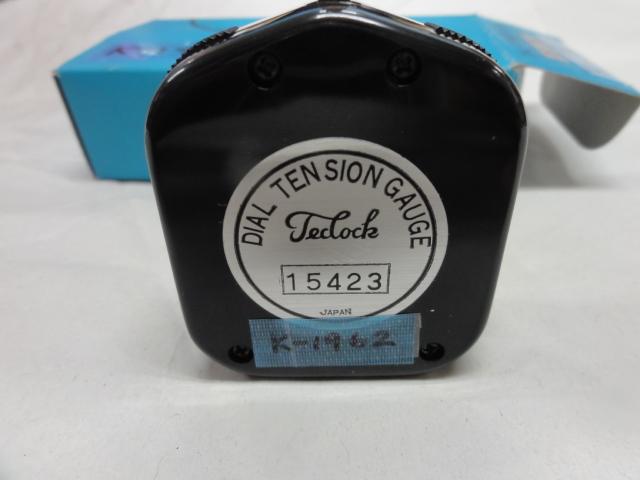 DIAL TENSION GAUGE
Teclock
15423
JAPAN
K-1962